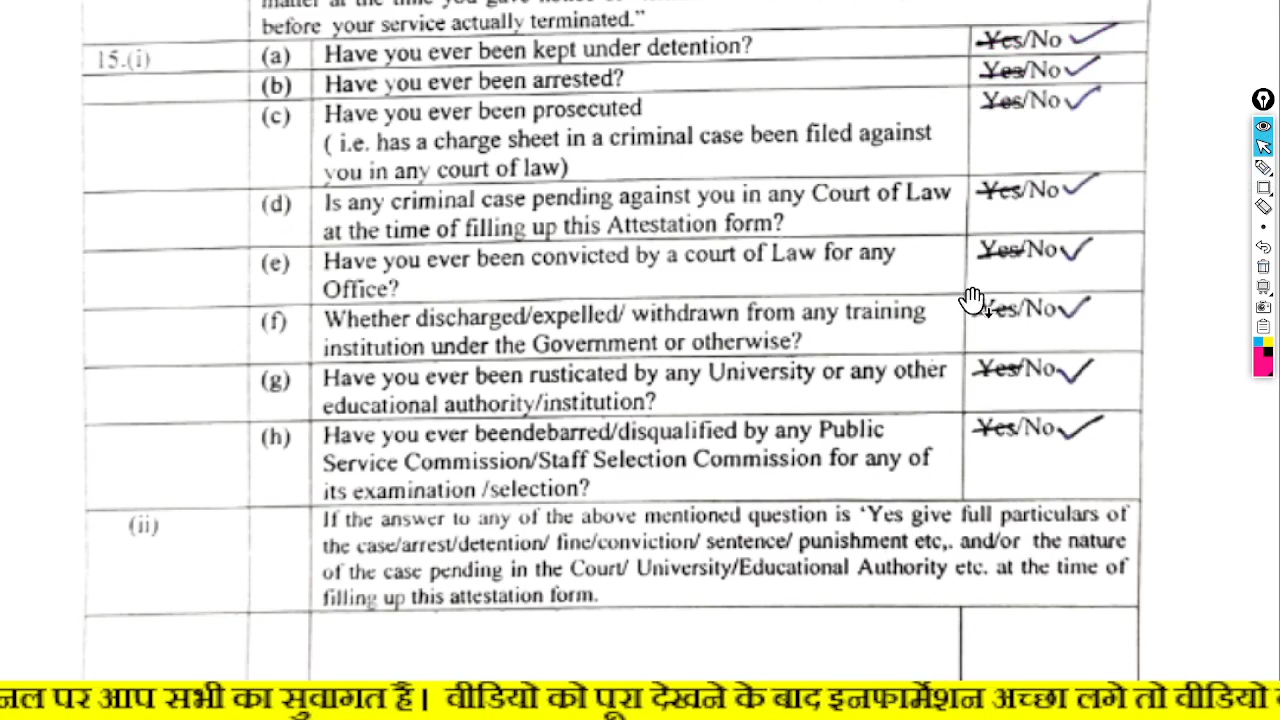 before your service actually terminated."
15.(i) (a) Have you ever been kept under detention? Yes/No
(b) Have you ever been arrested? Yes/No
(c) Have you ever been prosecuted Yes/No
( i.e. has a charge sheet in a criminal case been filed against
you in any court of law)
(d) Is any criminal case pending against you in any Court of Law Yes/No
at the time of filling up this Attestation form?
(e) Have you ever been convicted by a court of Law for any Yes/No
Office?
(f) Whether discharged/expelled/ withdrawn from any training Yes/No
institution under the Government or otherwise?
(g) Have you ever been rusticated by any University or any other Yes/No
educational authority/institution?
(h) Have you ever beendebarred/disqualified by any Public Yes/No
Service Commission/Staff Selection Commission for any of
its examination /selection?
(ii) If the answer to any of the above mentioned question is ‘Yes give full particulars of
the case/arrest/detention/ fine/conviction/ sentence/ punishment etc,. and/or the nature
of the case pending in the Court/ University/Educational Authority etc. at the time of
filling up this attestation form.
पर आप सभी का सुवागत है। वीडियो को पूरा देखने के बाद इनफार्मेशन अच्छा लगे तो वीडियो